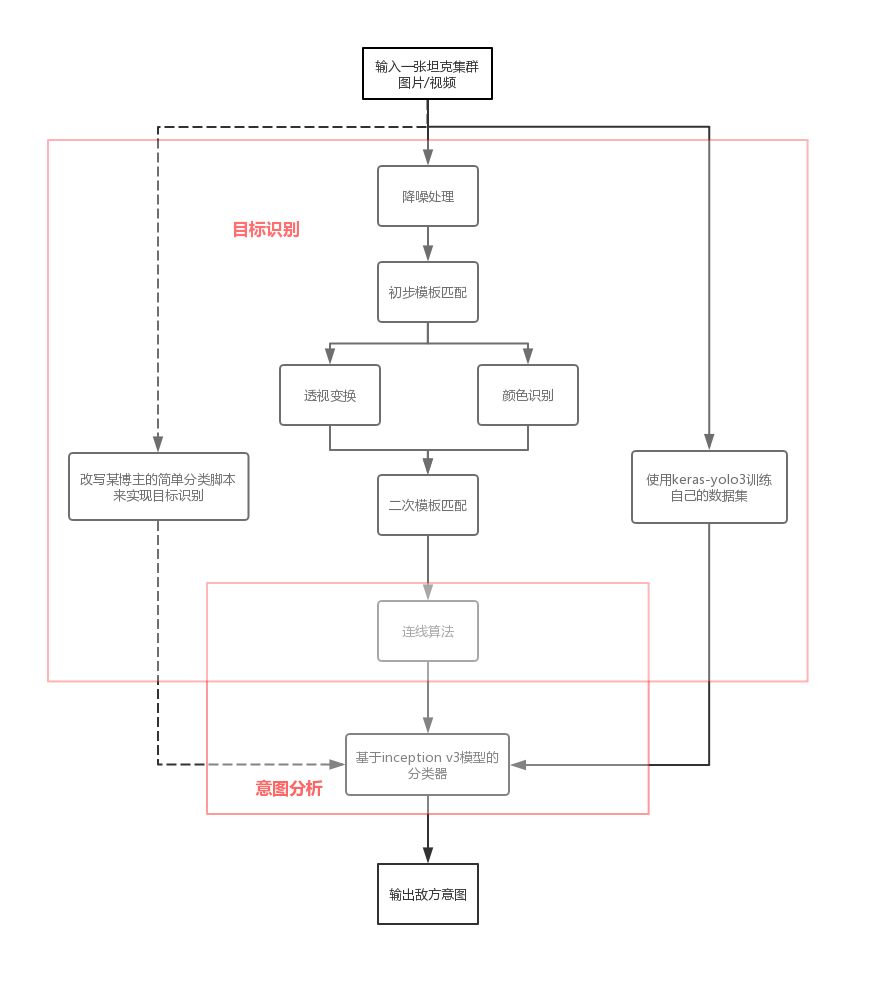 输入一张坦克集群
图片/视频
降噪处理
目标识别
初步模板匹配
透视变换
颜色识别
改写某博主的简单分类脚本
来实现目标识别
二次模板匹配
使用keras-yolo3训练
自己的数据集
连线算法
基于inception v3模型的
分类器
意图分析
输出敌方意图